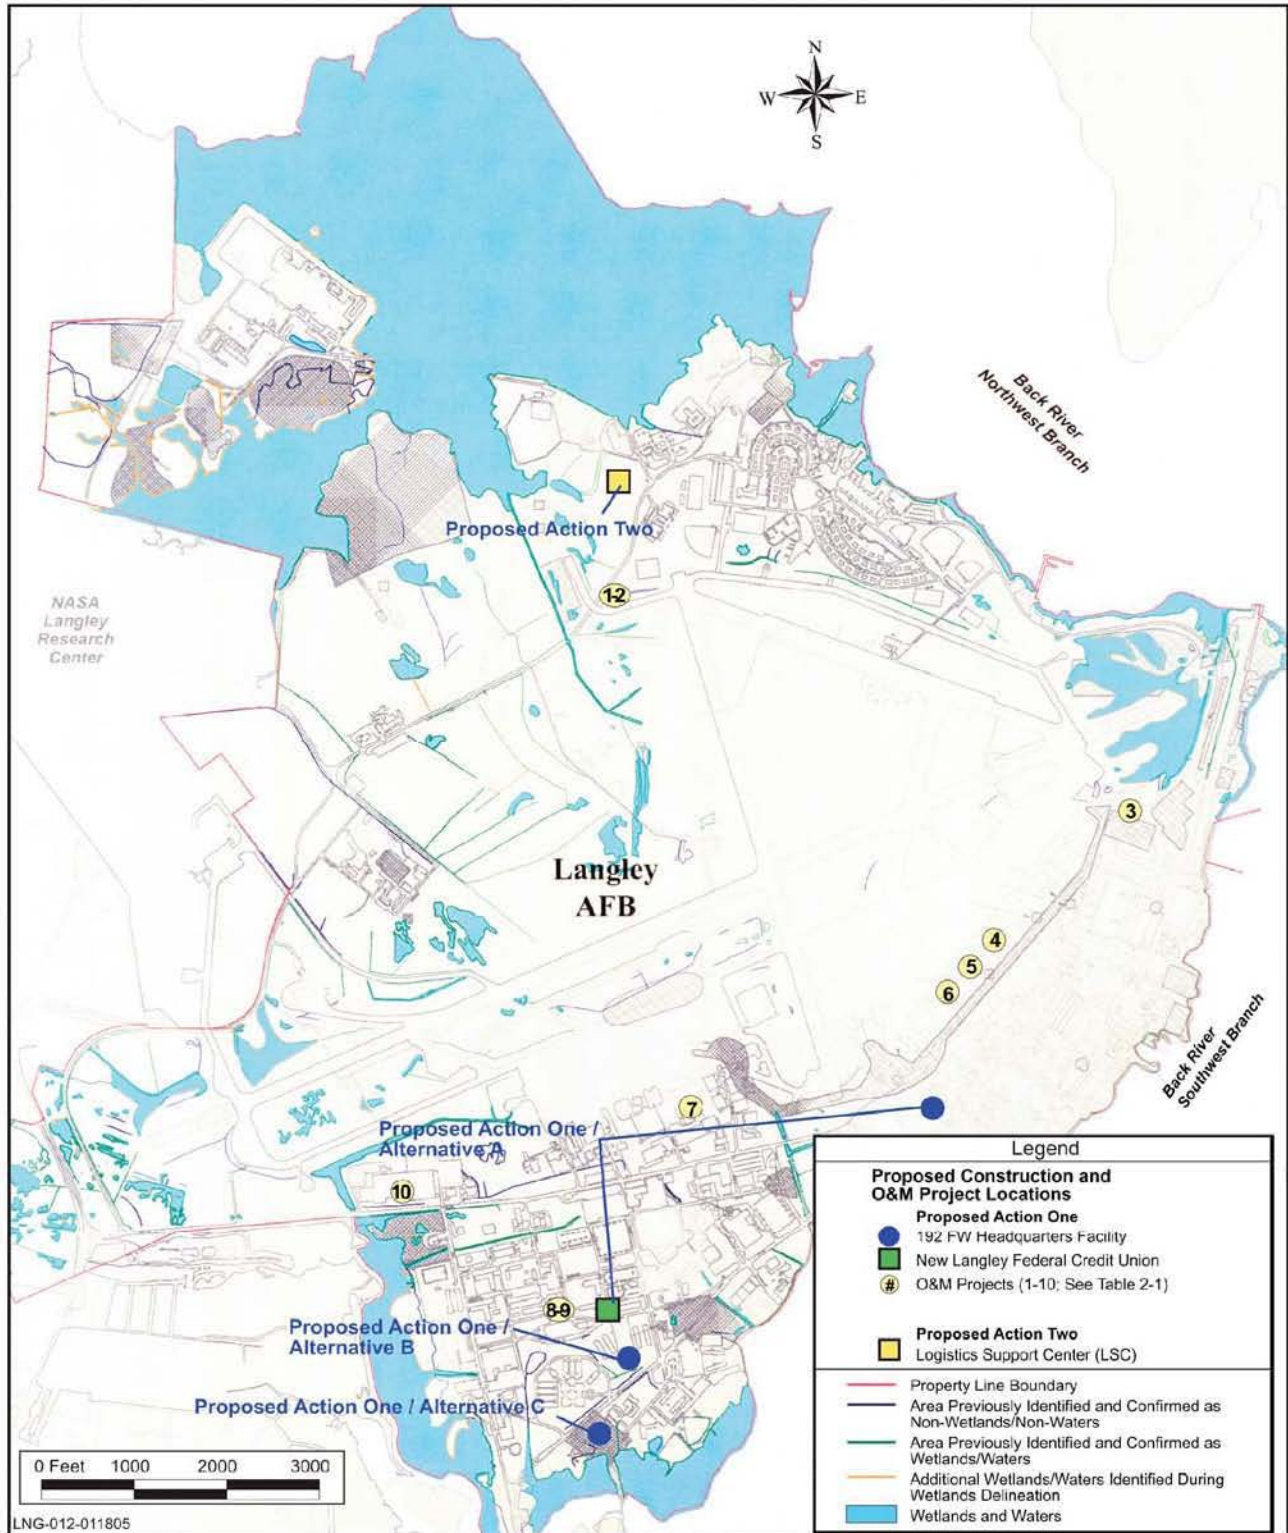 N
W E
S
Back River
Northwest Branch
Proposed Action Two
1-2
NASA
Langley
Research
Center
3
Langley
AFB
4
5
6
Back River
Southwest Branch
7
Proposed Action One /
Alternative A
10
8-9
Proposed Action One /
Alternative B
Proposed Action One / Alternative C
Legend
Proposed Construction and
O&M Project Locations
Proposed Action One
192 FW Headquarters Facility
New Langley Federal Credit Union
# O&M Projects (1-10; See Table 2-1)
Proposed Action Two
Logistics Support Center (LSC)
Property Line Boundary
Area Previously Identified and Confirmed as
Non-Wetlands/Non-Waters
Area Previously Identified and Confirmed as
Wetlands/Waters
Additional Wetlands/Waters Identified During
Wetlands Delineation
Wetlands and Waters
0 Feet 1000 2000 3000
LNG-012-011805